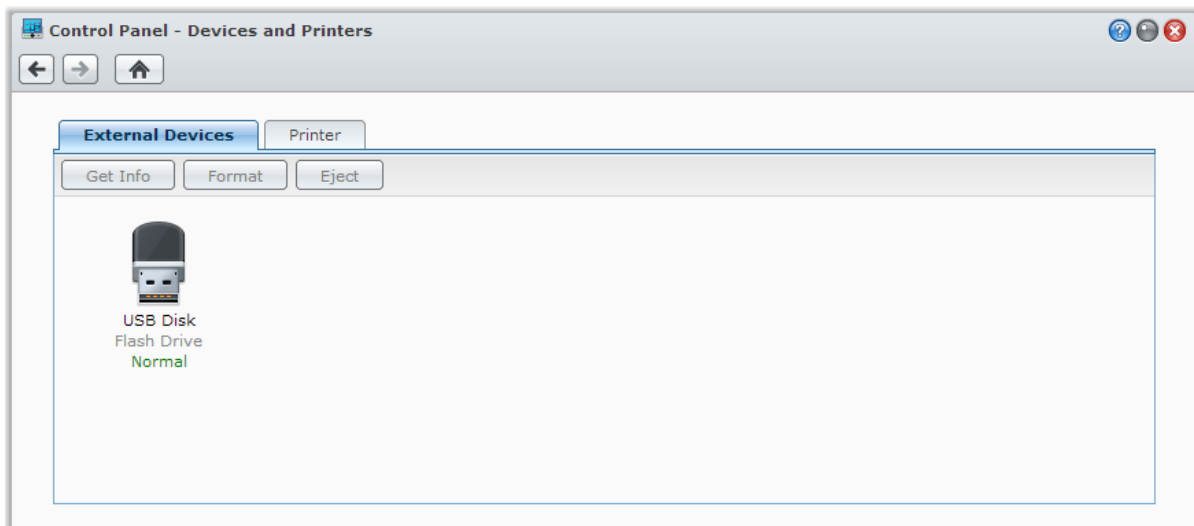 Control Panel - Devices and Printers
External Devices Printer
Get Info Format Eject
USB Disk
Flash Drive
Normal